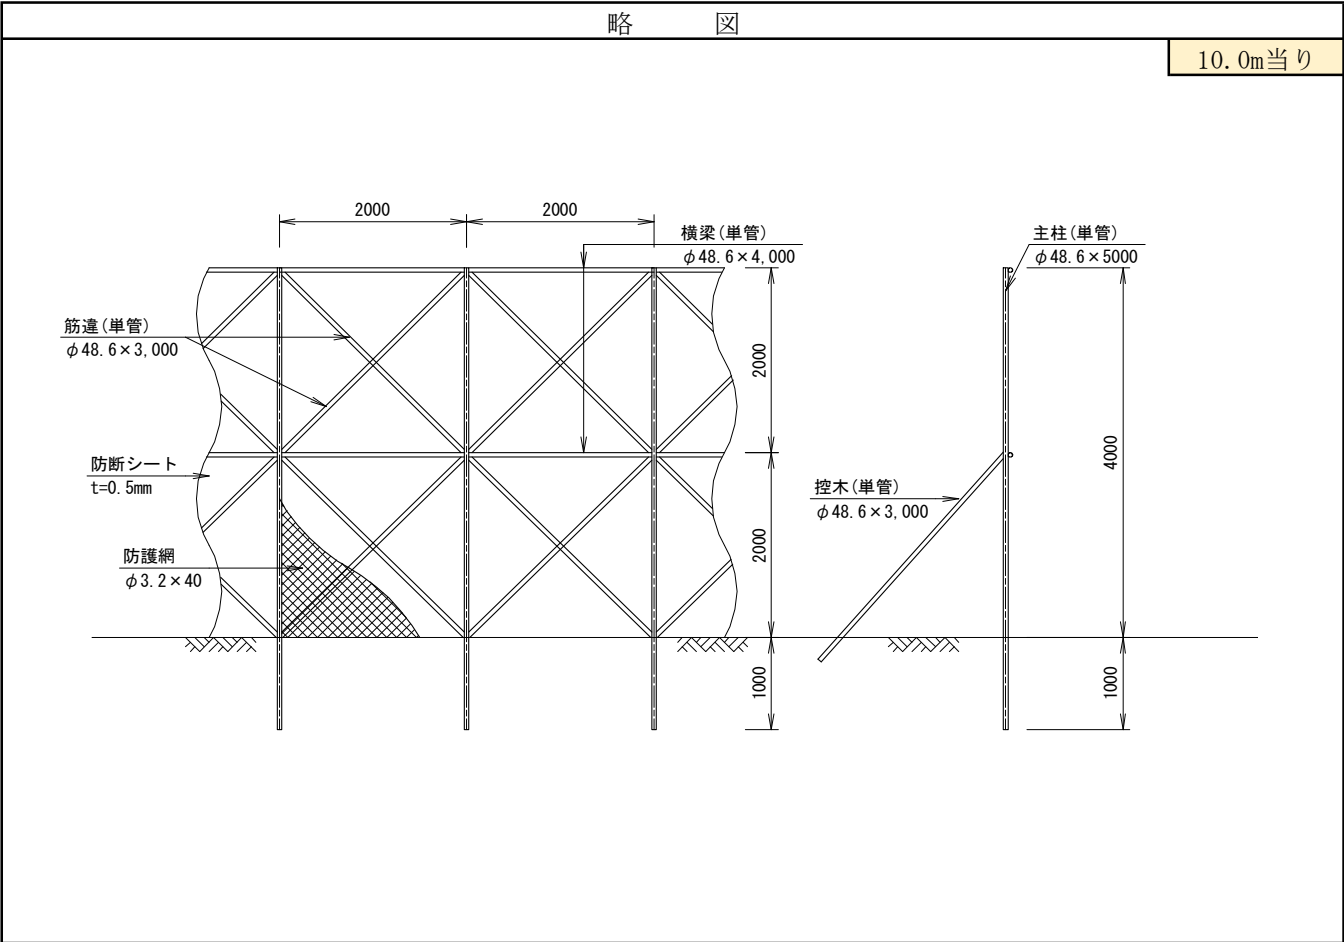 略 図
10.0m当り
2000
2000
横梁(単管)
φ48.6×4,000
主柱(単管)
φ48.6×5000
筋違(単管)
φ48.6×3,000
2000
4000
防断シート
t=0.5mm
控木(単管)
φ48.6×3,000
防護網
φ3.2×40
2000
1000
1000